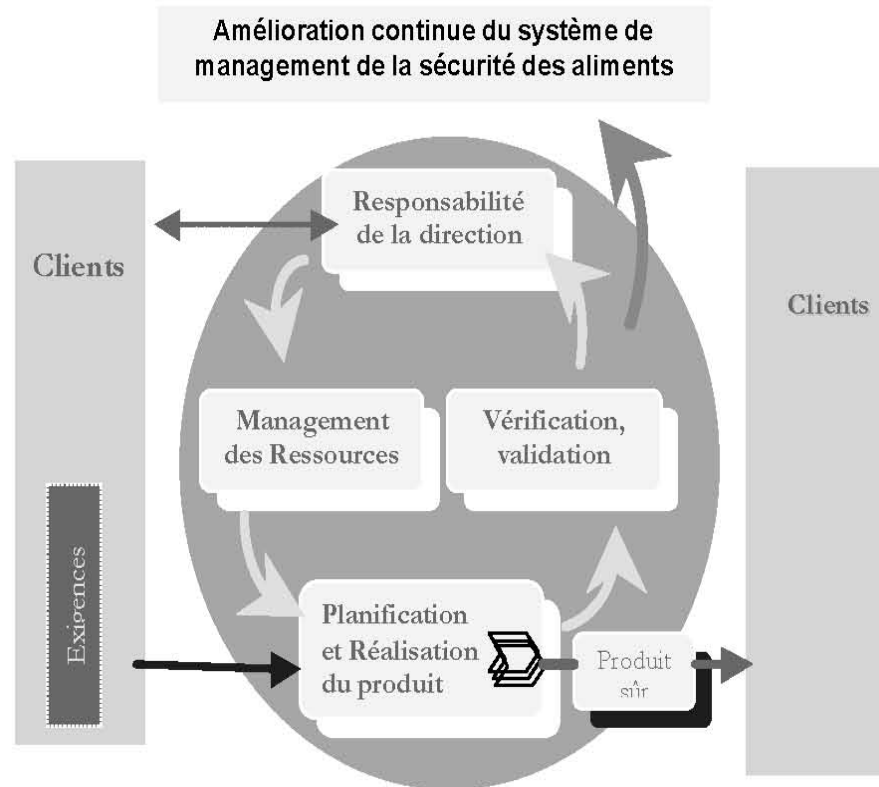 Amélioration continue du système de
management de la sécurité des aliments
Responsabilité
de la direction
Clients
Clients
Management
des Ressources
Vérification,
validation
Exigences
Planification
et Réalisation
du produit
Produit
sûr